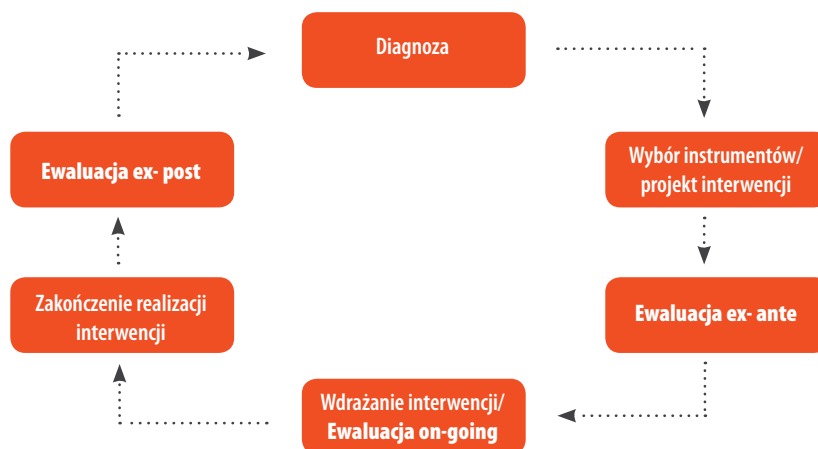 Diagnoza
Wybór instrumentów/
projekt interwencji
Ewaluacja ex- ante
Wdrażanie interwencji/
Ewaluacja on-going
Zakończenie realizacji
interwencji
Ewaluacja ex- post